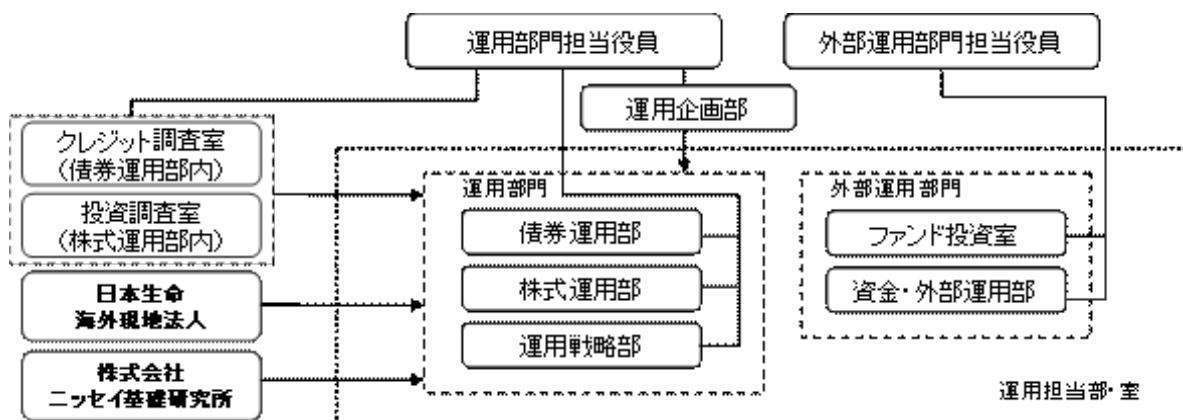 運用部門担当役員
外部運用部門担当役員
運用企画部
クレジット調査室
(債券運用部内)
投資調査室
(株式運用部内)
日本生命
海外現地法人
株式会社
ニッセイ基礎研究所
運用部門
債券運用部
株式運用部
運用戦略部
外部運用部門
ファンド投資室
資金・外部運用部
運用担当部・室